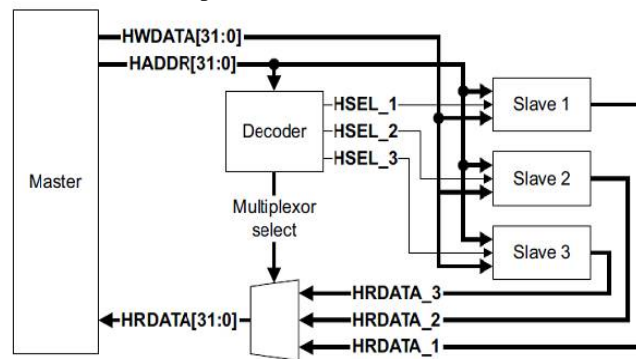 HWDATA[31:0]
HADDR[31:0]
Master
Decoder
HSEL_1
HSEL_2
HSEL_3
Slave 1
Slave 2
Slave 3
Multiplexor
select
HRDATA[31:0]
HRDATA_3
HRDATA_2
HRDATA_1